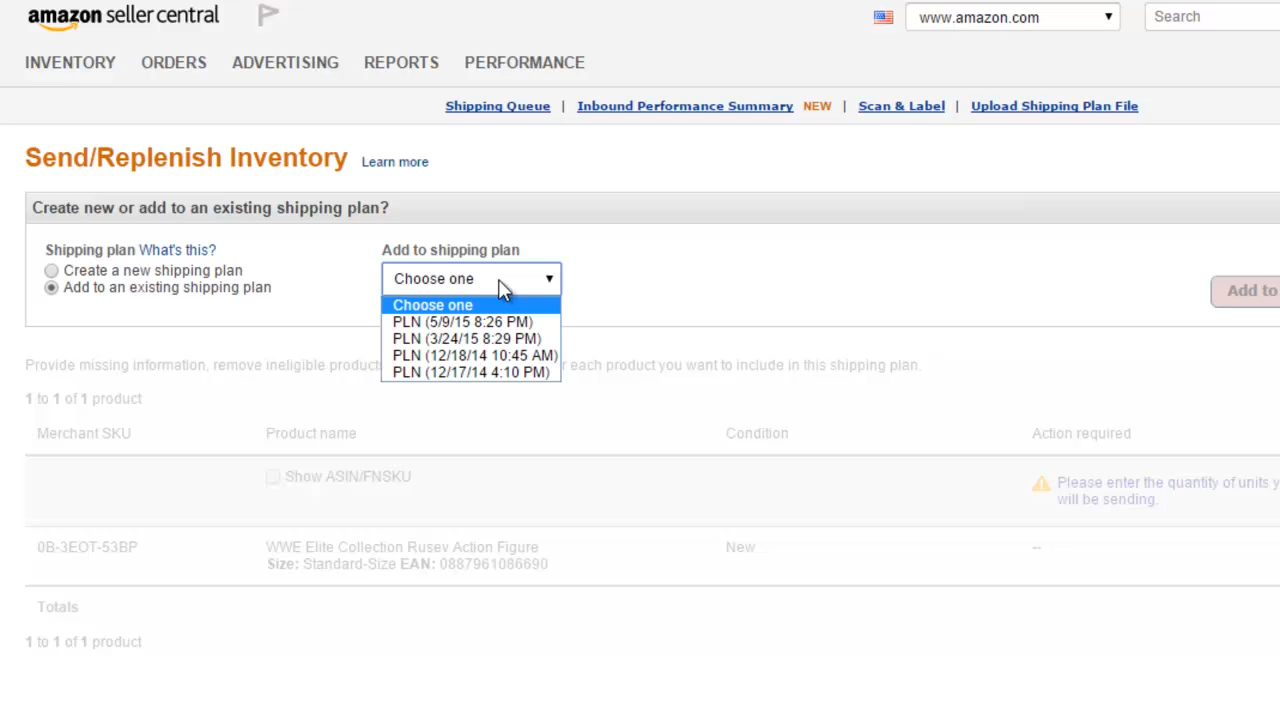 amazon seller central
www.amazon.com
Search
INVENTORY ORDERS ADVERTISING REPORTS PERFORMANCE
Shipping Queue | Inbound Performance Summary NEW | Scan & Label | Upload Shipping Plan File
Send/Replenish Inventory Learn more
Create new or add to an existing shipping plan?
Shipping plan What's this?
Create a new shipping plan
Add to an existing shipping plan
Add to shipping plan
Choose one
Choose one
PLN (5/9/15 8:26 PM)
PLN (3/24/15 8:29 PM)
PLN (12/18/14 10:45 AM)
PLN (12/17/14 4:10 PM)
Add to
Provide missing information, remove ineligible product each product you want to include in this shipping plan.
1 to 1 of 1 product
Merchant SKU Product name Condition Action required
Show ASIN/FNSKU
Please enter the quantity of units
will be sending.
0B-3EOT-53BP WWE Elite Collection Rusev Action Figure New --
Size: Standard-Size EAN: 0887961086690
Totals
1 to 1 of 1 product